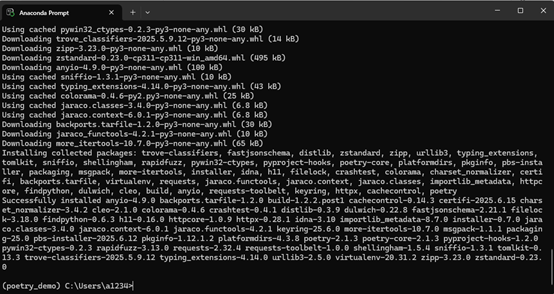 Anaconda Prompt
Using cached pywin32_ctypes-0.2.3-py3-none-any.whl (30 kB)
Downloading trove_classifiers-2025.5.9.12-py3-none-any.whl (14 kB)
Downloading zipp-3.23.0-py3-none-any.whl (10 kB)
Downloading zstandard-0.23.0-cp311-cp311-win_amd64.whl (495 kB)
Downloading anyio-4.9.0-py3-none-any.whl (100 kB)
Using cached sniffio-1.3.1-py3-none-any.whl (10 kB)
Using cached typing_extensions-4.14.0-py3-none-any.whl (43 kB)
Using cached colorama-0.4.6-py2.py3-none-any.whl (25 kB)
Downloading jaraco.classes-3.4.0-py3-none-any.whl (6.8 kB)
Using cached jaraco.context-6.0.1-py3-none-any.whl (6.8 kB)
Downloading backports.tarfile-1.2.0-py3-none-any.whl (30 kB)
Downloading jaraco_functools-4.2.1-py3-none-any.whl (10 kB)
Downloading more_itertools-10.7.0-py3-none-any.whl (65 kB)
Installing collected packages: trove-classifiers, fastjsonschema, distlib, zstandard, zipp, urllib3, typing_extensions,
tomlkit, sniffio, shellingham, rapidfuzz, pywin32-ctypes, pyproject-hooks, poetry-core, platformdirs, pkginfo, pbs-insta
ller, packaging, msgpack, more-itertools, installer, idna, h11, filelock, crashtest, colorama, charset_normalizer, certi
fi, backports.tarfile, virtualenv, requests, jaraco.functools, jaraco.context, jaraco.classes, importlib_metadata, httpc
ore, findpython, dulwich, cleo, build, anyio, requests-toolbelt, keyring, httpx, cachecontrol, poetry
Successfully installed anyio-4.9.0 backports.tarfile-1.2.0 build-1.2.2.post1 cachecontrol-0.14.3 certifi-2025.6.15 chars
et_normalizer-3.4.2 cleo-2.1.0 colorama-0.4.6 crashtest-0.4.1 distlib-0.3.9 dulwich-0.22.8 fastjsonschema-2.21.1 fileloc
k-3.18.0 findpython-0.6.3 h11-0.16.0 httpcore-1.0.9 httpx-0.28.1 idna-3.10 importlib_metadata-8.7.0 installer-0.7.0 jara
co.classes-3.4.0 jaraco.context-6.0.1 jaraco.functools-4.2.1 keyring-25.6.0 more-itertools-10.7.0 msgpack-1.1.1 packagin
g-25.0 pbs-installer-2025.6.12 pkginfo-1.12.1.2 platformdirs-4.3.8 poetry-2.1.3 poetry-core-2.1.3 pyproject-hooks-1.2.0
pywin32-ctypes-0.2.3 rapidfuzz-3.13.0 requests-2.32.4 requests-toolbelt-1.0.0 shellingham-1.5.4 sniffio-1.3.1 tomlkit-0.
13.3 trove-classifiers-2025.5.9.12 typing_extensions-4.14.0 urllib3-2.5.0 virtualenv-20.31.2 zipp-3.23.0 zstandard-0.23.
0
(poetry_demo) C:\Users\a1234>